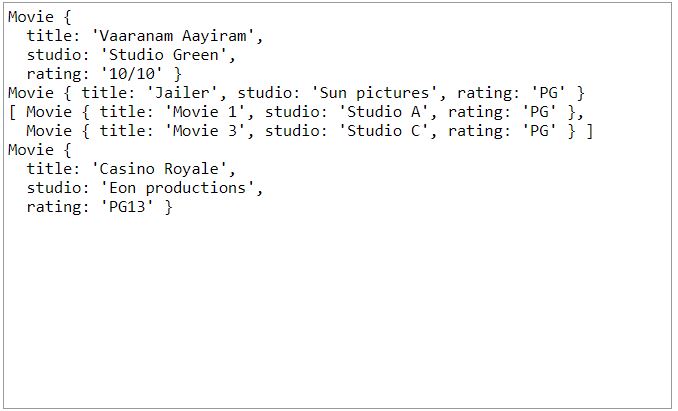 Movie {
  title: 'Vaaranam Aayiram',
  studio: 'Studio Green',
  rating: '10/10' }
Movie { title: 'Jailer', studio: 'Sun pictures', rating: 'PG' }
[ Movie { title: 'Movie 1', studio: 'Studio A', rating: 'PG' },
  Movie { title: 'Movie 3', studio: 'Studio C', rating: 'PG' } ]
Movie {
  title: 'Casino Royale',
  studio: 'Eon productions',
  rating: 'PG13' }